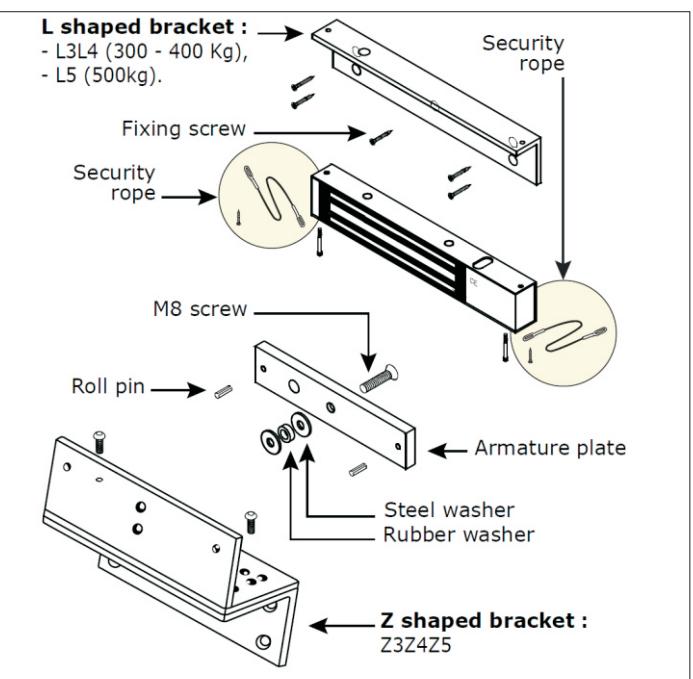 L shaped bracket :
- L3L4 (300 - 400 Kg),
- L5 (500kg).
Security
rope
Fixing screw
Security
rope
CE
M8 screw
Roll pin
Armature plate
Steel washer
Rubber washer
Z shaped bracket :
Z3Z4Z5